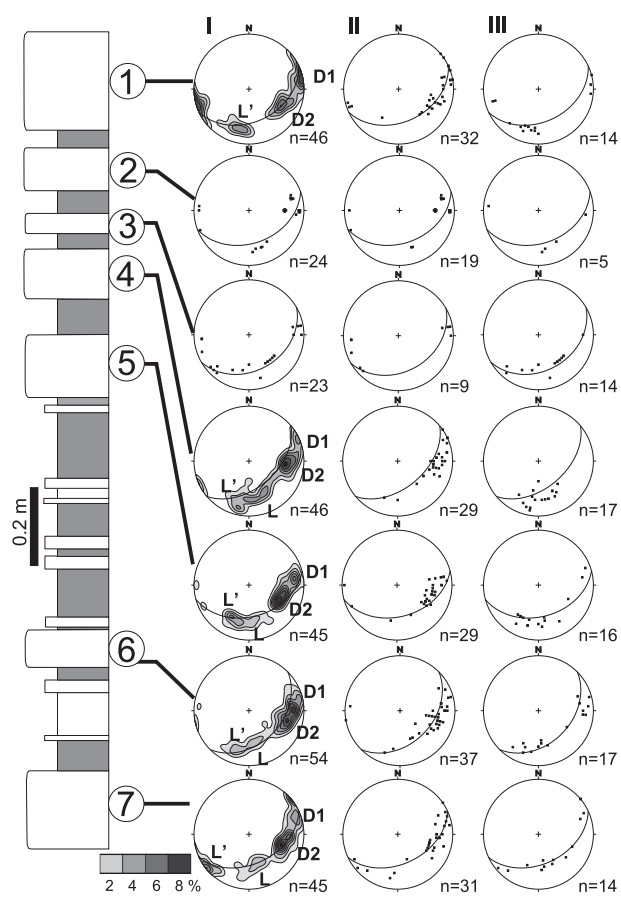 I II III
N N N
1 D1
L' D2
n=46 n=32 n=14
N N N
2
n=24 n=19 n=5
3
N N N
4
n=23 n=9 n=14
5
N N N
D1
L' D2
L
n=46 n=29 n=17
0.2 m
N N N
D1
L' D2
L
n=45 n=29 n=16
6
N N N
D1
L' D2
L
n=54 n=37 n=17
7
N N N
D1
L' D2
L
n=45 n=31 n=14
2 4 6 8 %